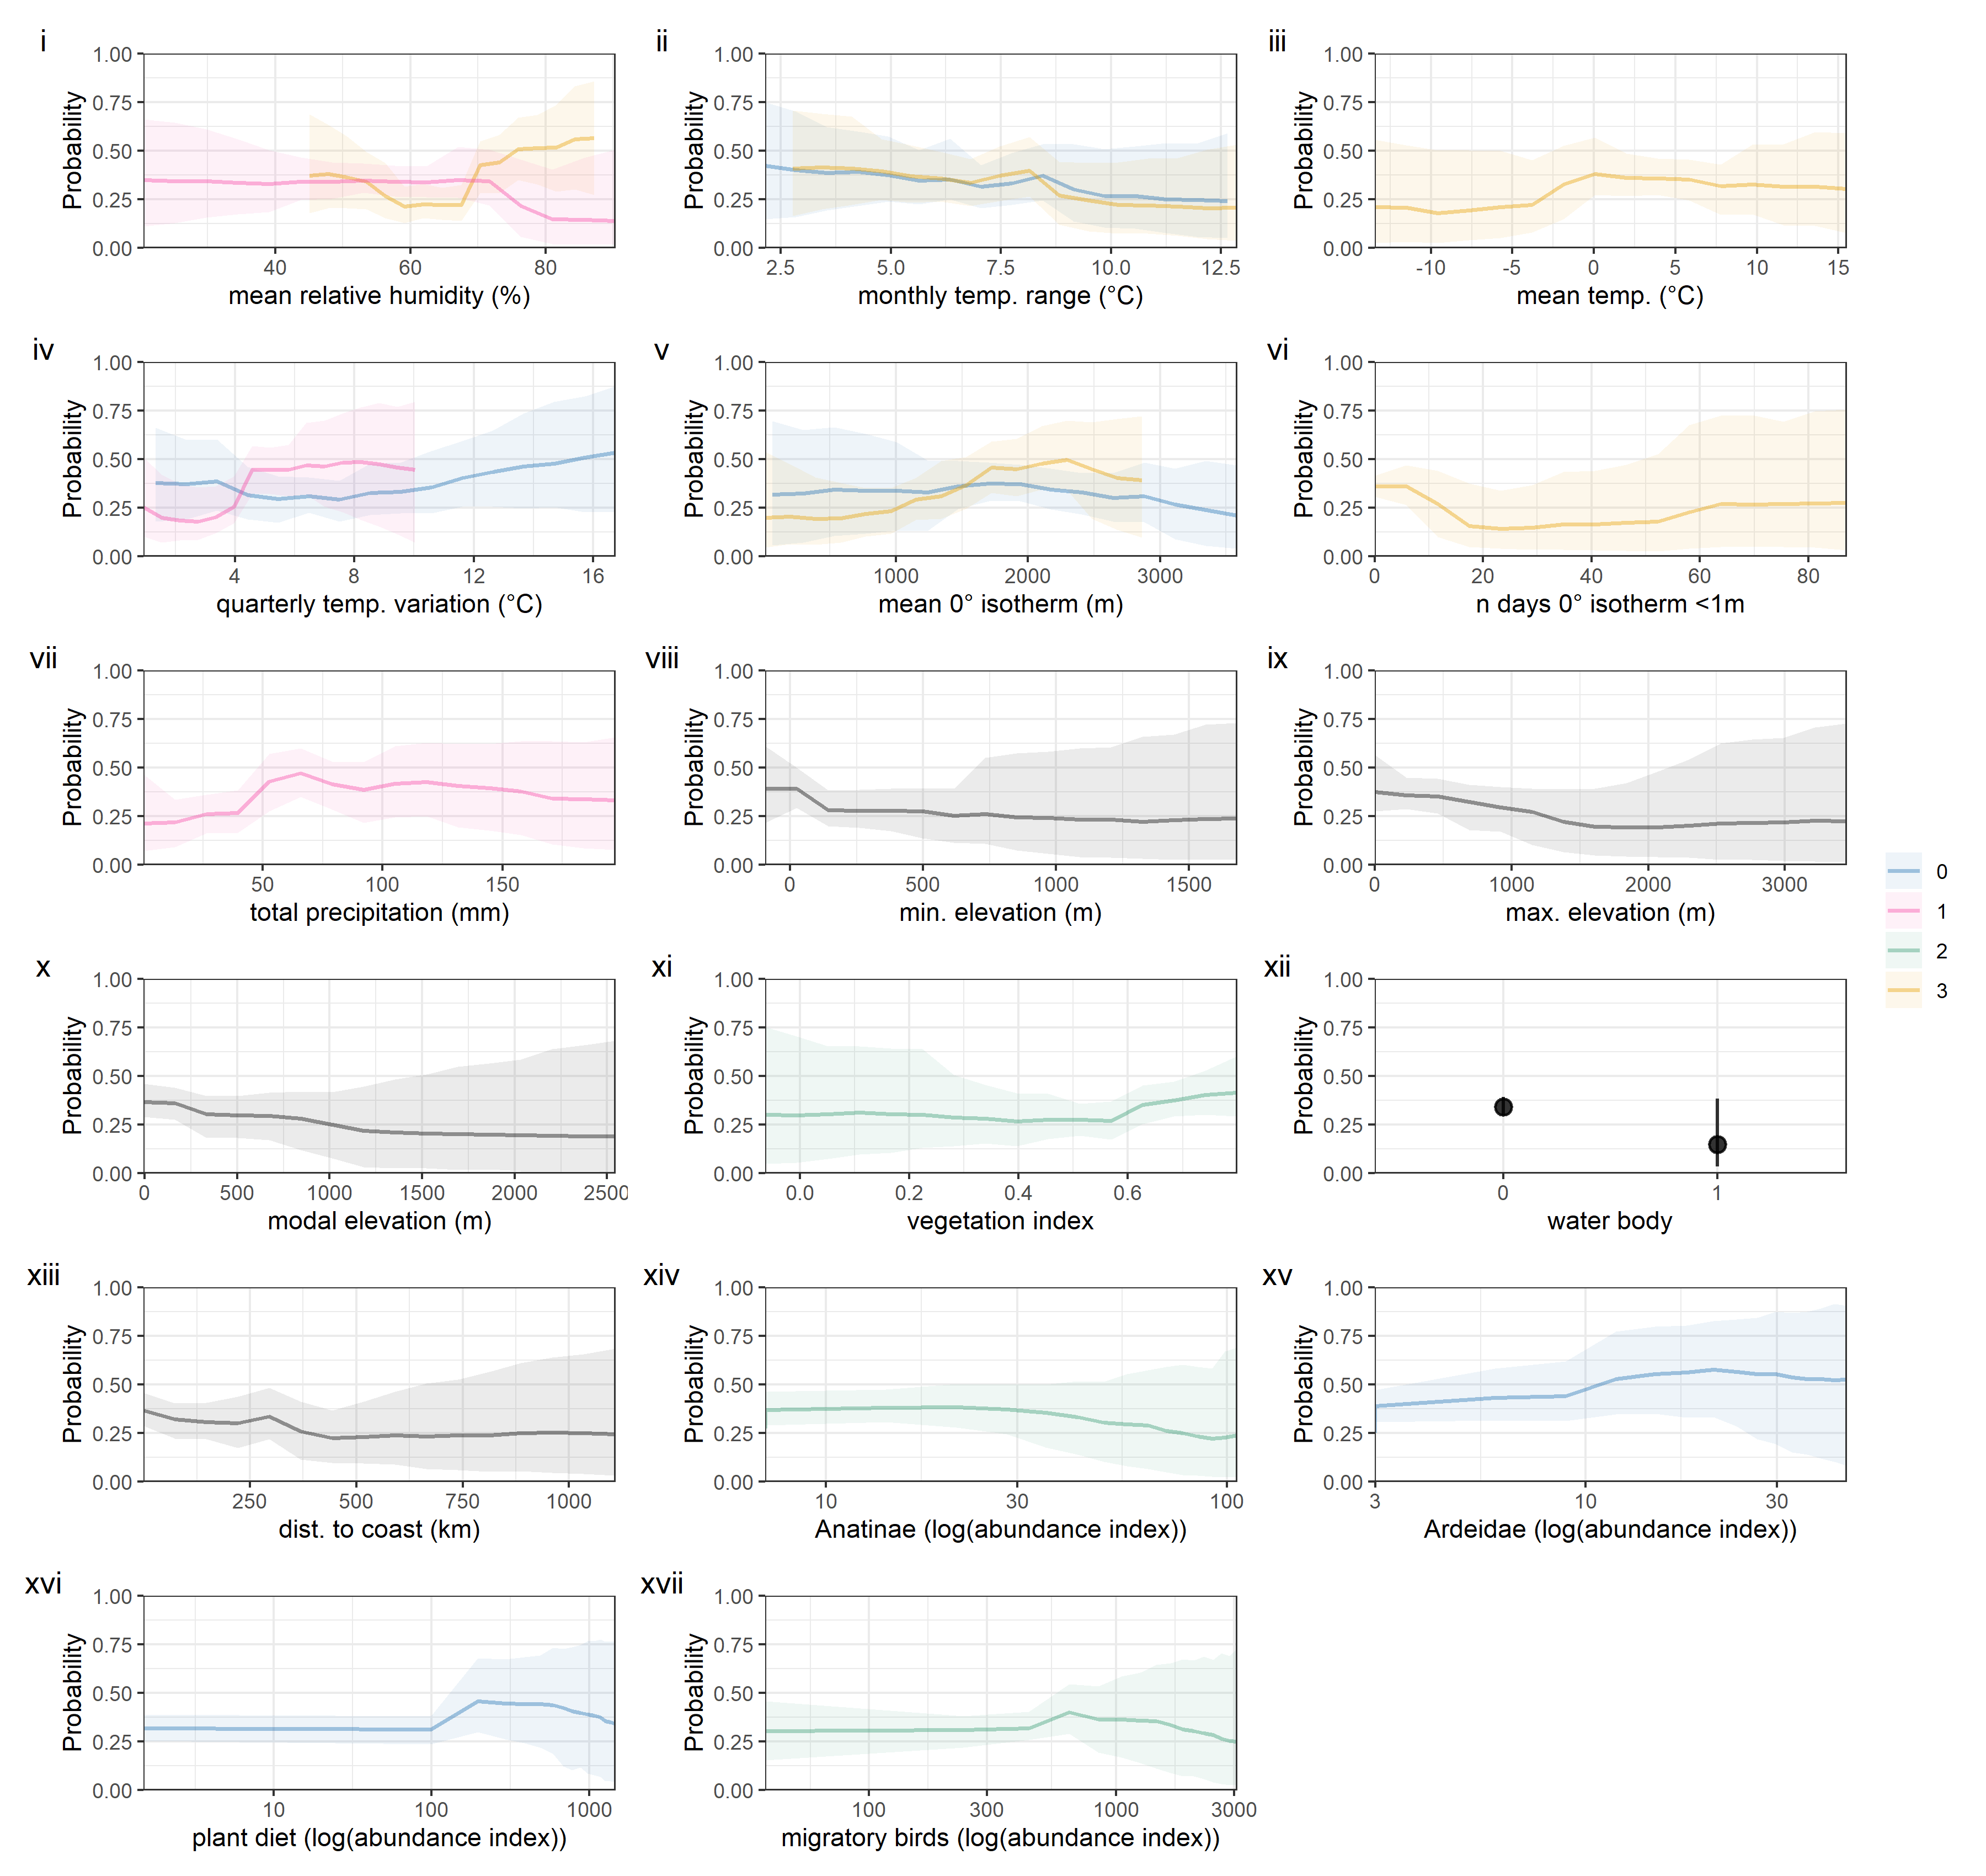 i
1.00
0.75
0.50
0.25
0.00
Probability
40 60 80
mean relative humidity (%)
ii
1.00
0.75
0.50
0.25
0.00
Probability
2.5 5.0 7.5 10.0 12.5
monthly temp. range (°C)
iii
1.00
0.75
0.50
0.25
0.00
Probability
-10 -5 0 5 10 15
mean temp. (°C)
iv
1.00
0.75
0.50
0.25
0.00
Probability
4 8 12 16
quarterly temp. variation (°C)
v
1.00
0.75
0.50
0.25
0.00
Probability
1000 2000 3000
mean 0° isotherm (m)
vi
1.00
0.75
0.50
0.25
0.00
Probability
0 20 40 60 80
n days 0° isotherm <1m
vii
1.00
0.75
0.50
0.25
0.00
Probability
50 100 150
total precipitation (mm)
viii
1.00
0.75
0.50
0.25
0.00
Probability
0 500 1000 1500
min. elevation (m)
ix
1.00
0.75
0.50
0.25
0.00
Probability
0 1000 2000 3000
max. elevation (m)
x
1.00
0.75
0.50
0.25
0.00
Probability
0 500 1000 1500 2000 2500
modal elevation (m)
xi
1.00
0.75
0.50
0.25
0.00
Probability
0.0 0.2 0.4 0.6
vegetation index
xii
1.00
0.75
0.50
0.25
0.00
Probability
0 1
water body
xiii
1.00
0.75
0.50
0.25
0.00
Probability
250 500 750 1000
dist. to coast (km)
xiv
1.00
0.75
0.50
0.25
0.00
Probability
10 30 100
Anatinae (log(abundance index))
xv
1.00
0.75
0.50
0.25
0.00
Probability
3 10 30
Ardeidae (log(abundance index))
xvi
1.00
0.75
0.50
0.25
0.00
Probability
10 100 1000
plant diet (log(abundance index))
xvii
1.00
0.75
0.50
0.25
0.00
Probability
100 300 1000 3000
migratory birds (log(abundance index))
0
1
2
3